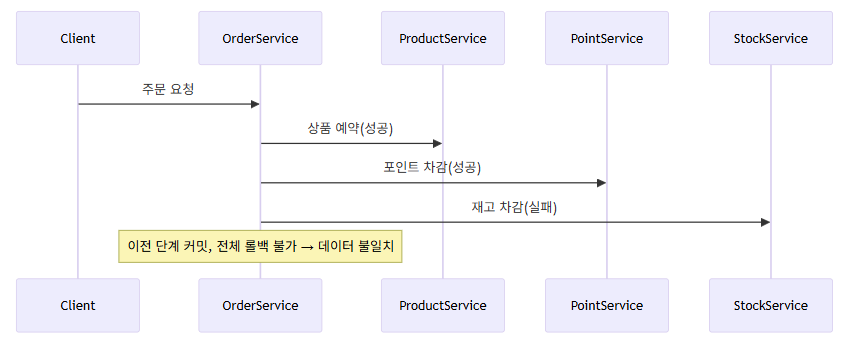 Client
OrderService
ProductService
PointService
StockService
주문 요청
상품 예약(성공)
포인트 차감(성공)
재고 차감(실패)
이전 단계 커밋, 전체 롤백 불가 → 데이터 불일치
Client
OrderService
ProductService
PointService
StockService